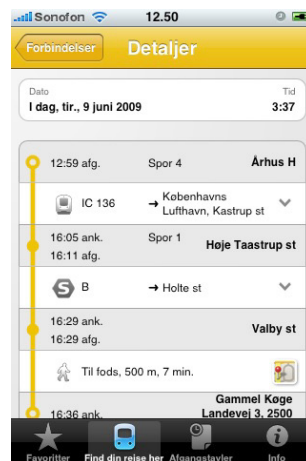 Sonofon 12.50
Forbindelser Detaljer
Dato Tid
I dag, tir., 9 juni 2009 3:37
12:59 afg. Spor 4 Århus H
IC 136 → Københavns
Lufthavn, Kastrup st
16:05 ank. Spor 1 Høje Taastrup st
16:11 afg.
S B → Holte st
16:29 ank. Valby st
16:29 afg.
Til fods, 500 m, 7 min.
Gammel Køge
16:36 ank. Landevej 3, 2500
Favoritter Find din rejse her Afgangstavler Info